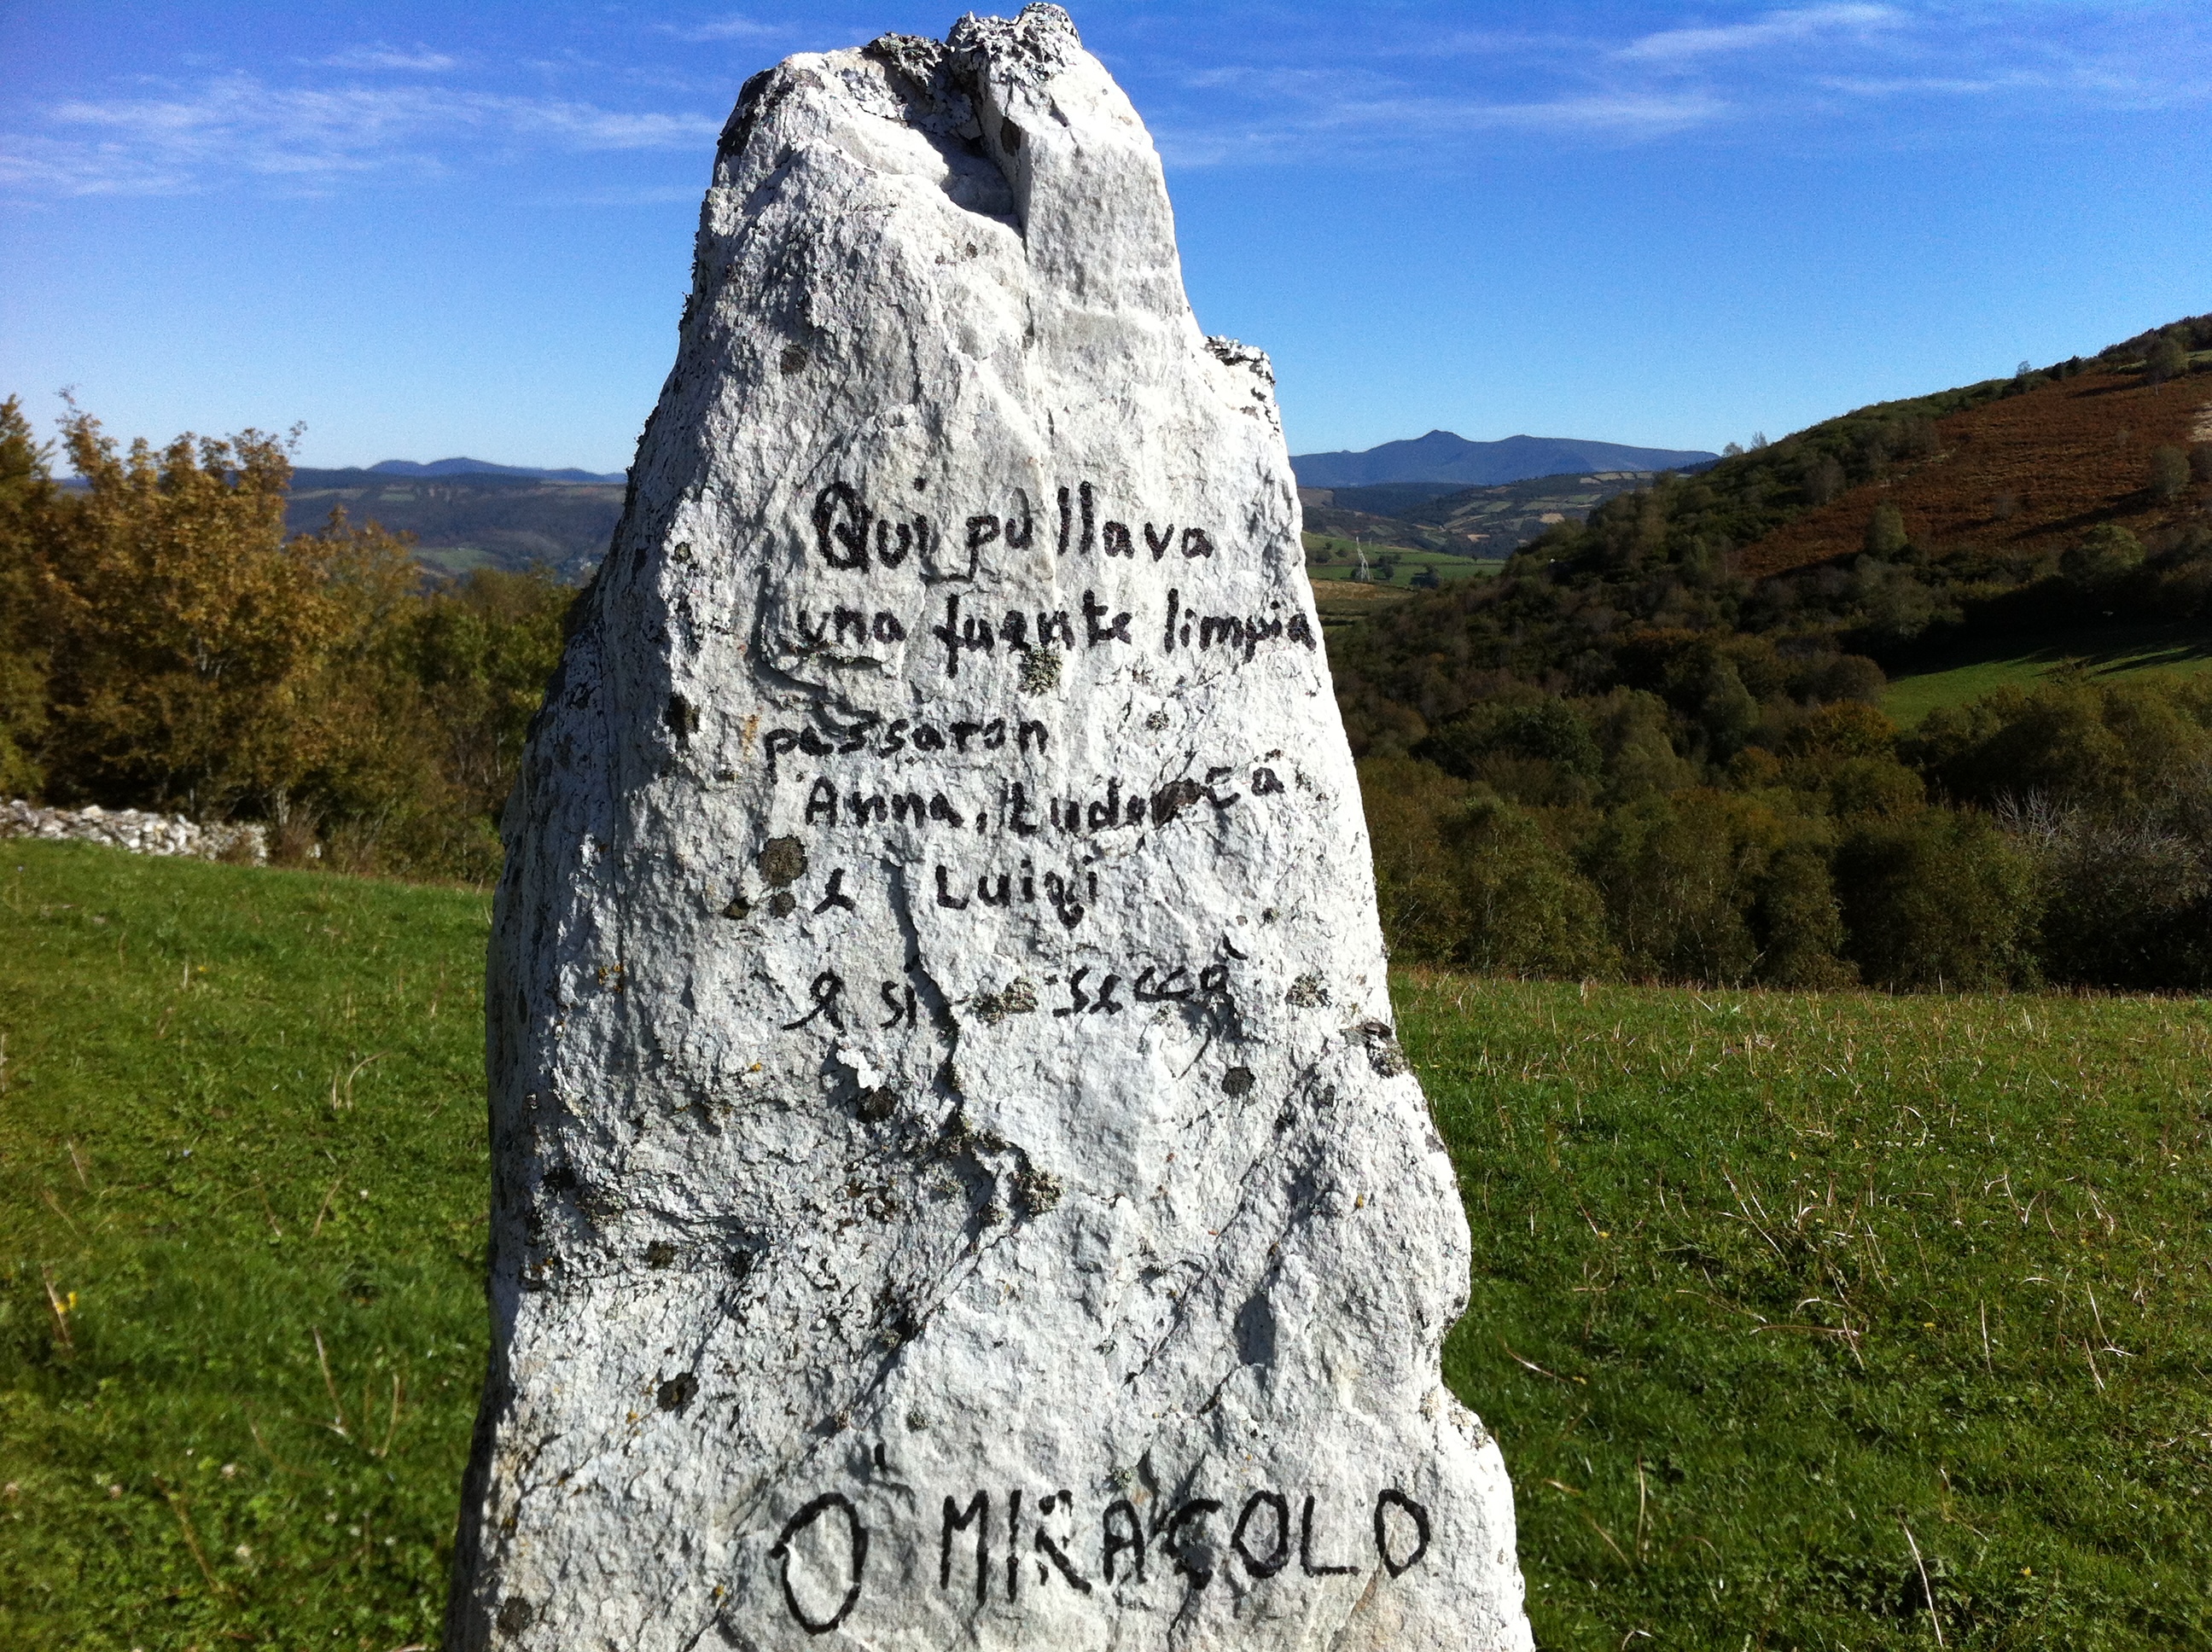 Qui pullava
una fuente limpia
passaron
Anna, Ludovica
e Luigi
e si seccò
O' MIRACOLO